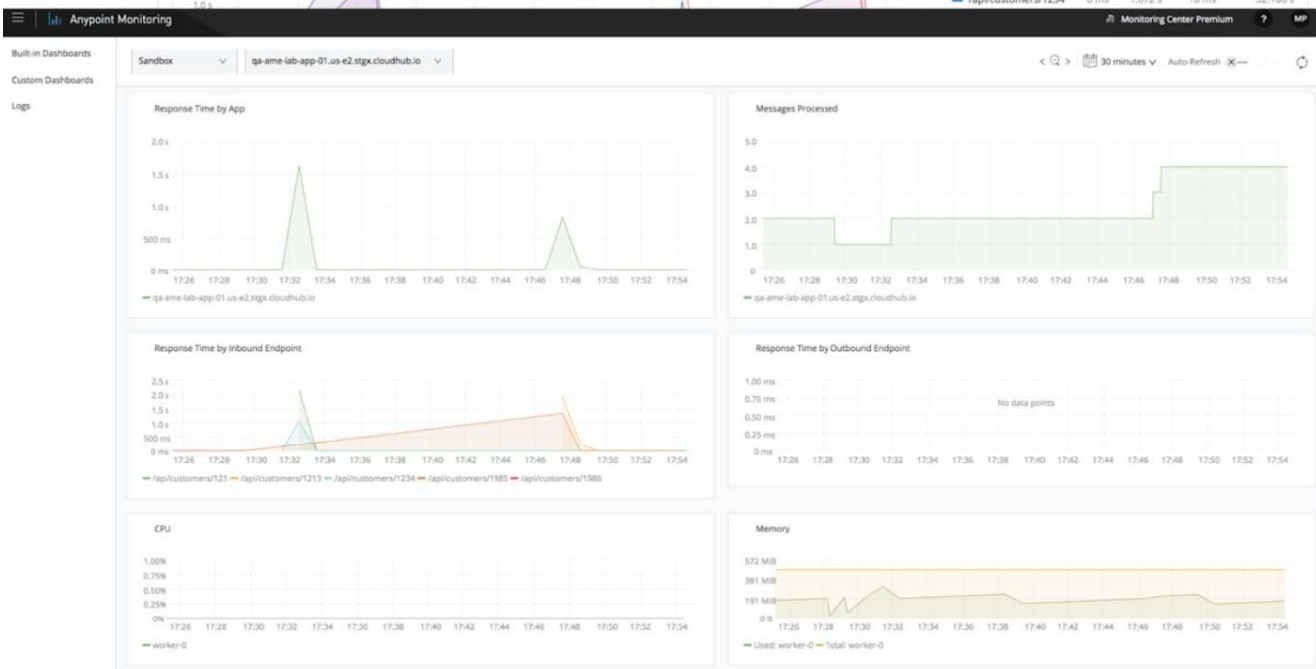 1.0 s
/api/customers/1234 0 ms 1.072 s 10 ms
Anypoint Monitoring
Monitoring Center Premium ? MP
Built-in Dashboards
Custom Dashboards
Logs
Sandbox qa-ame-lab-app-01.us-e2.stgx.cloudhub.io
< > 30 minutes Auto-Refresh
Response Time by App
2.0 s
1.5 s
1.0 s
500 ms
0 ms
17:26 17:28 17:30 17:32 17:34 17:36 17:38 17:40 17:42 17:44 17:46 17:48 17:50 17:52 17:54
qa-ame-lab-app-01.us-e2.stgx.cloudhub.io
Messages Processed
5.0
4.0
3.0
2.0
1.0
0
17:26 17:28 17:30 17:32 17:34 17:36 17:38 17:40 17:42 17:44 17:46 17:48 17:50 17:52 17:54
qa-ame-lab-app-01.us-e2.stgx.cloudhub.io
Response Time by Inbound Endpoint
2.5 s
2.0 s
1.5 s
1.0 s
500 ms
0 ms
17:26 17:28 17:30 17:32 17:34 17:36 17:38 17:40 17:42 17:44 17:46 17:48 17:50 17:52 17:54
/api/customers/121 /api/customers/1213 /api/customers/1234 /api/customers/1985 /api/customers/1986
Response Time by Outbound Endpoint
1.00 ms
0.75 ms
0.50 ms
0.25 ms
0 ms
No data points
17:26 17:28 17:30 17:32 17:34 17:36 17:38 17:40 17:42 17:44 17:46 17:48 17:50 17:52 17:54
CPU
1.00%
0.75%
0.50%
0.25%
0%
17:26 17:28 17:30 17:32 17:34 17:36 17:38 17:40 17:42 17:44 17:46 17:48 17:50 17:52 17:54
worker-0
Memory
572 MiB
381 MiB
191 MiB
0 B
17:26 17:28 17:30 17:32 17:34 17:36 17:38 17:40 17:42 17:44 17:46 17:48 17:50 17:52 17:54
Used: worker-0 Total: worker-0